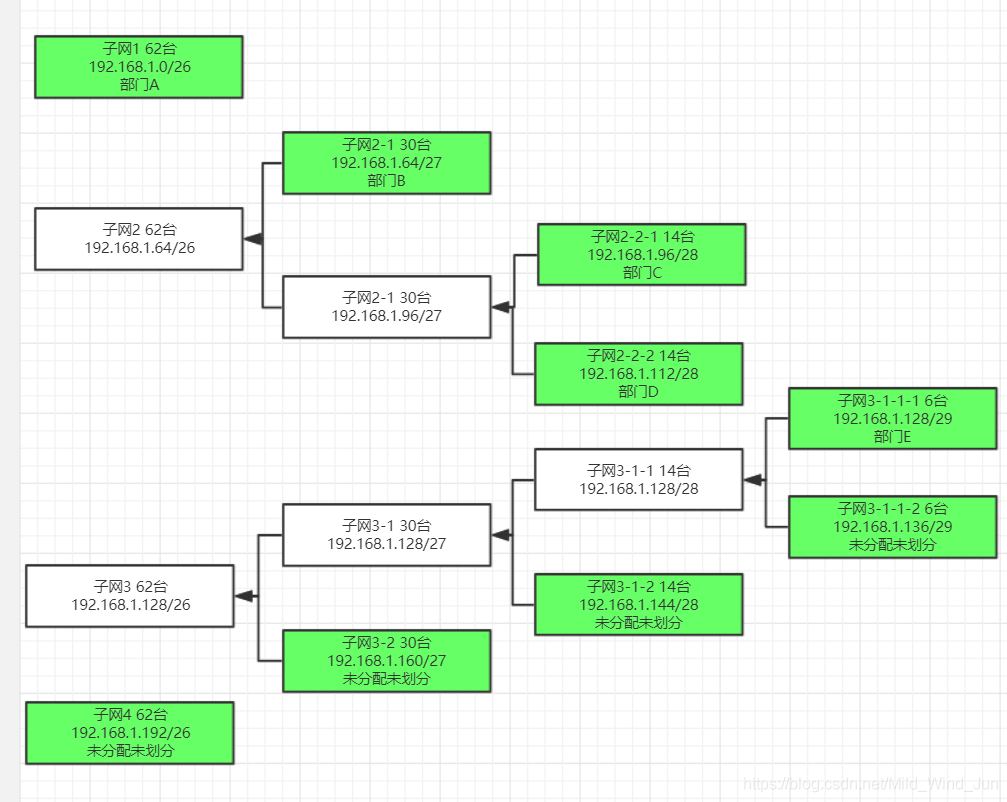 子网1 62台
192.168.1.0/26
部门A
子网2-1 30台
192.168.1.64/27
部门B
子网2 62台
192.168.1.64/26
子网2-2-1 14台
192.168.1.96/28
部门C
子网2-1 30台
192.168.1.96/27
子网2-2-2 14台
192.168.1.112/28
部门D
子网3-1-1-1 6台
192.168.1.128/29
部门E
子网3-1-1 14台
192.168.1.128/28
子网3-1-1-2 6台
192.168.1.136/29
未分配未划分
子网3-1 30台
192.168.1.128/27
子网3 62台
192.168.1.128/26
子网3-1-2 14台
192.168.1.144/28
未分配未划分
子网3-2 30台
192.168.1.160/27
未分配未划分
子网4 62台
192.168.1.192/26
未分配未划分
https://blog.csdn.net/Mild_Wind_Jun